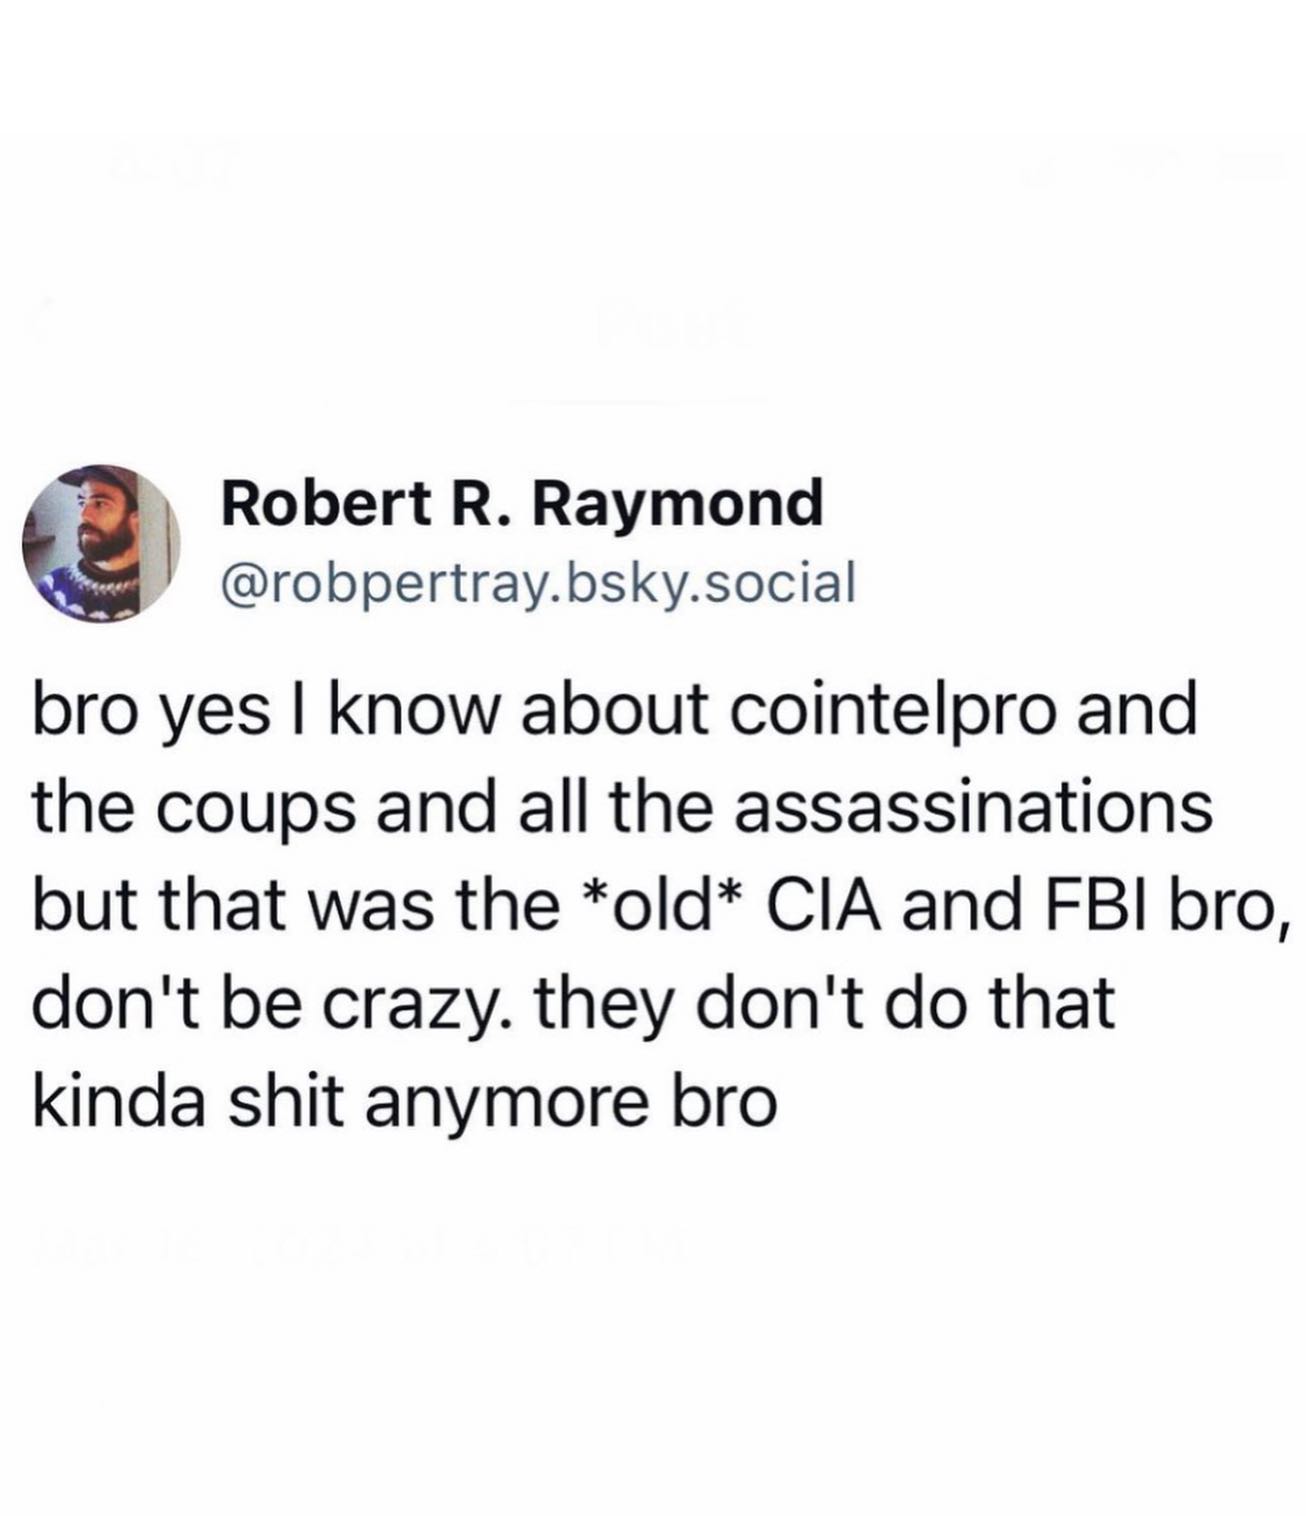 Robert R. Raymond
@robpertray.bsky.social
bro yes I know about cointelpro and
the coups and all the assassinations
but that was the *old* CIA and FBI bro,
don't be crazy. they don't do that
kinda shit anymore bro